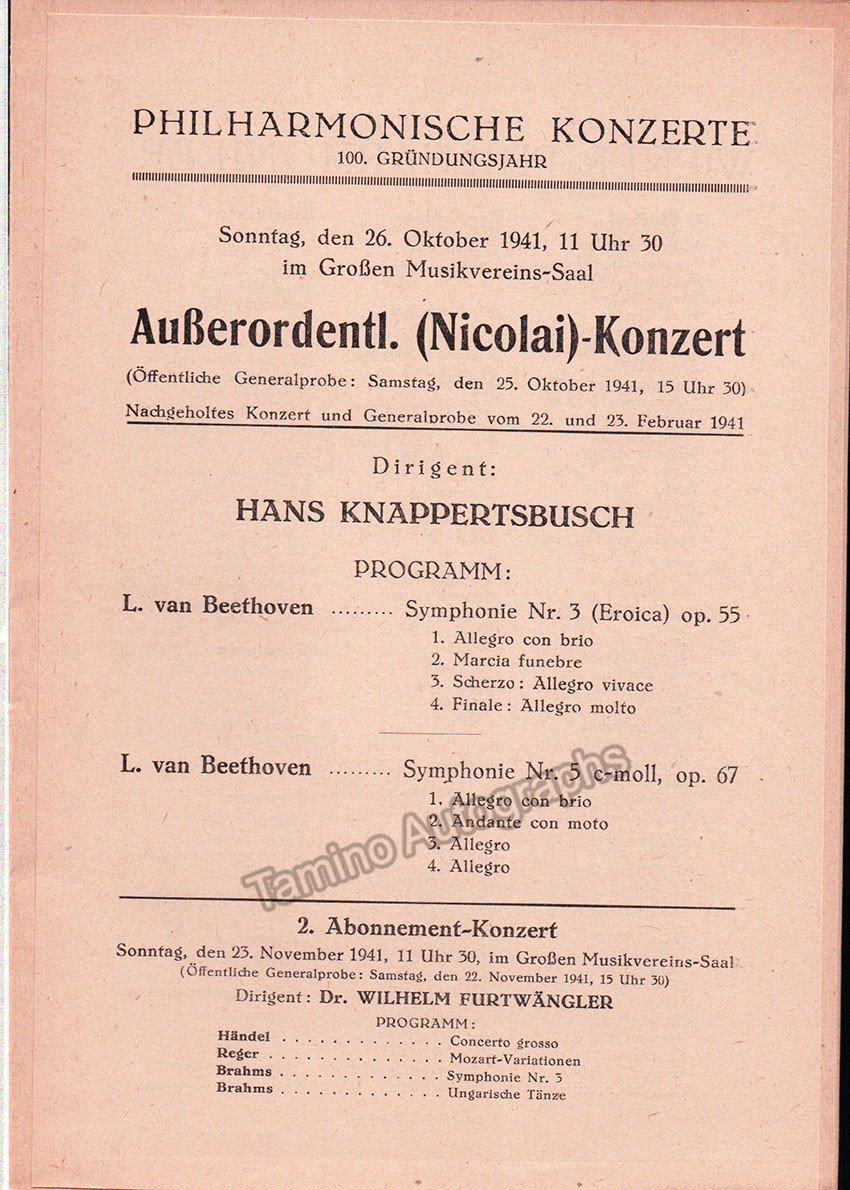 PHILHARMONISCHE KONZERTE
100. GRÜNDUNGSJAHR
Sonntag, den 26. Oktober 1941, 11 Uhr 30
im Großen Musikvereins-Saal
Außerordentl. (Nicolai)-Konzert
(Öffentliche Generalprobe: Samstag, den 25. Oktober 1941, 15 Uhr 30)
Nachgeholtes Konzert und Generalprobe vom 22. und 23. Februar 1941
Dirigent:
HANS KNAPPERTSBUSCH
PROGRAMM:
L. van Beethoven ......... Symphonie Nr. 3 (Eroica) op. 55
1. Allegro con brio
2. Marcia funebre
3. Scherzo: Allegro vivace
4. Finale: Allegro molto
L. van Beethoven ......... Symphonie Nr. 5 c-moll, op. 67
1. Allegro con brio
2. Andante con moto
3. Allegro
4. Allegro
Tamino Autographs
2. Abonnement-Konzert
Sonntag, den 23. November 1941, 11 Uhr 30, im Großen Musikvereins-Saal
(Öffentliche Generalprobe: Samstag, den 22. November 1941, 15 Uhr 30)
Dirigent: Dr. WILHELM FURTWÄNGLER
PROGRAMM:
Händel . . . . . . . . . . . . . Concerto grosso
Reger . . . . . . . . . . . . . . Mozart-Variationen
Brahms . . . . . . . . . . . . . Symphonie Nr. 3
Brahms . . . . . . . . . . . . . Ungarische Tänze